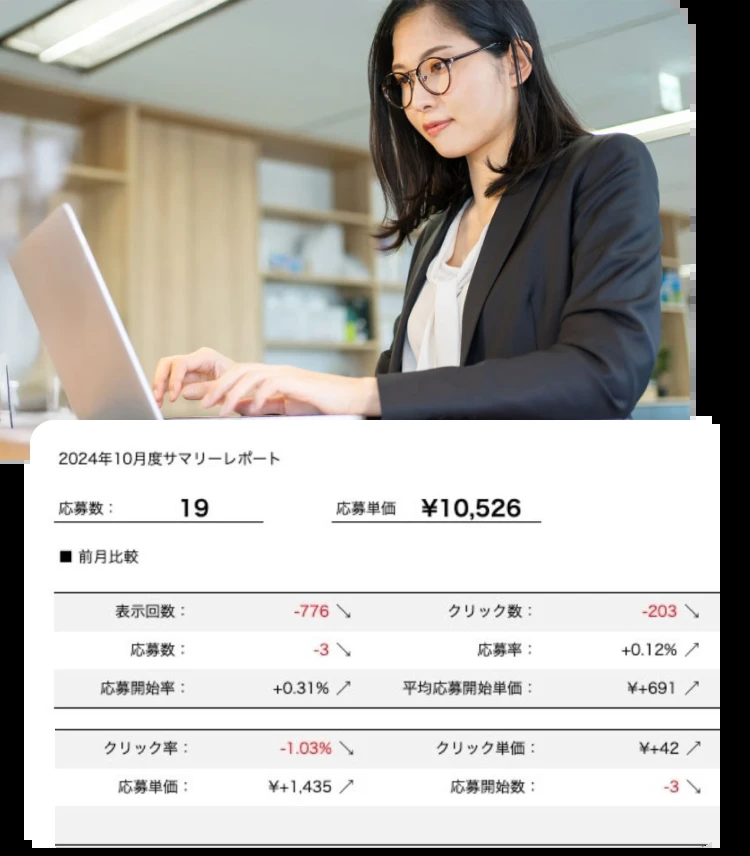 2024年10月度サマリーレポート
応募数： 19 応募単価 ¥10,526
■ 前月比較
表示回数： -776 ↘ クリック数： -203 ↘
応募数： -3 ↘ 応募率： +0.12% ↗
応募開始率： +0.31% ↗ 平均応募開始単価： ¥+691 ↗
クリック率： -1.03% ↘ クリック単価： ¥+42 ↗
応募単価： ¥+1,435 ↗ 応募開始数： -3 ↘